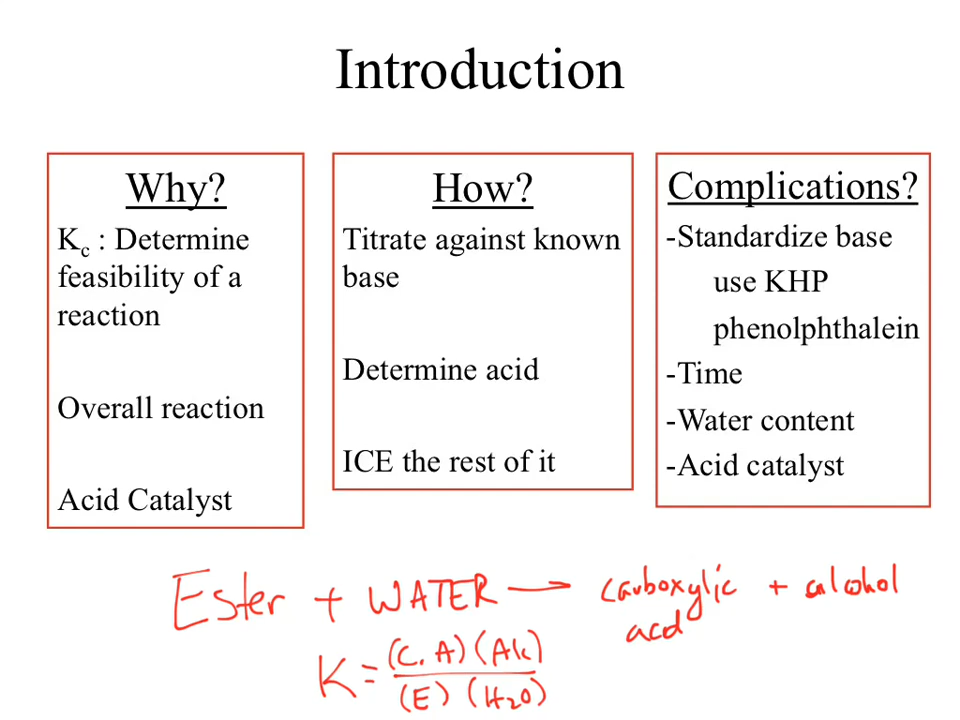 Introduction
Why?
Kc : Determine
feasibility of a
reaction
Overall reaction
Acid Catalyst
How?
Titrate against known
base
Determine acid
ICE the rest of it
Complications?
-Standardize base
use KHP
phenolphthalein
-Time
-Water content
-Acid catalyst
Ester + WATER → carboxylic + alcohol
acd
K = (C.A)(Alc)
(E) (H2O)